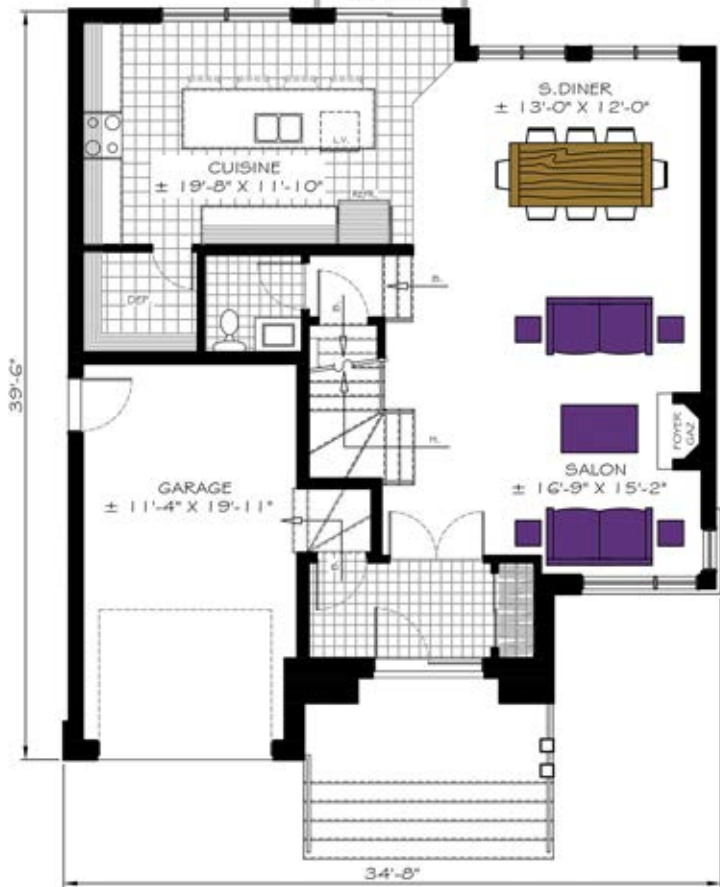 S.DINER
± 13'-0" X 12'-0"
L.V.
CUISINE
± 19'-8" X 11'-10"
REFR.
DEP.
B.
B.
39'-6"
H.
FOYER
GAZ
GARAGE
± 11'-4" X 19'-11"
SALON
± 16'-9" X 15'-2"
34'-8"